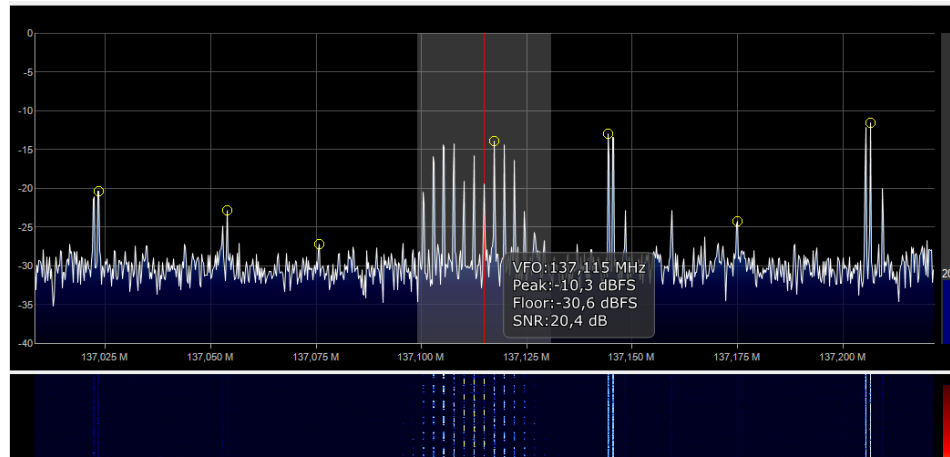 0
-5
-10
-15
-20
-25
-30
-35
-40
VFO:137,115 MHz
Peak:-10,3 dBFS
Floor:-30,6 dBFS
SNR:20,4 dB
20
137,025 M
137,050 M
137,075 M
137,100 M
137,125 M
137,150 M
137,175 M
137,200 M